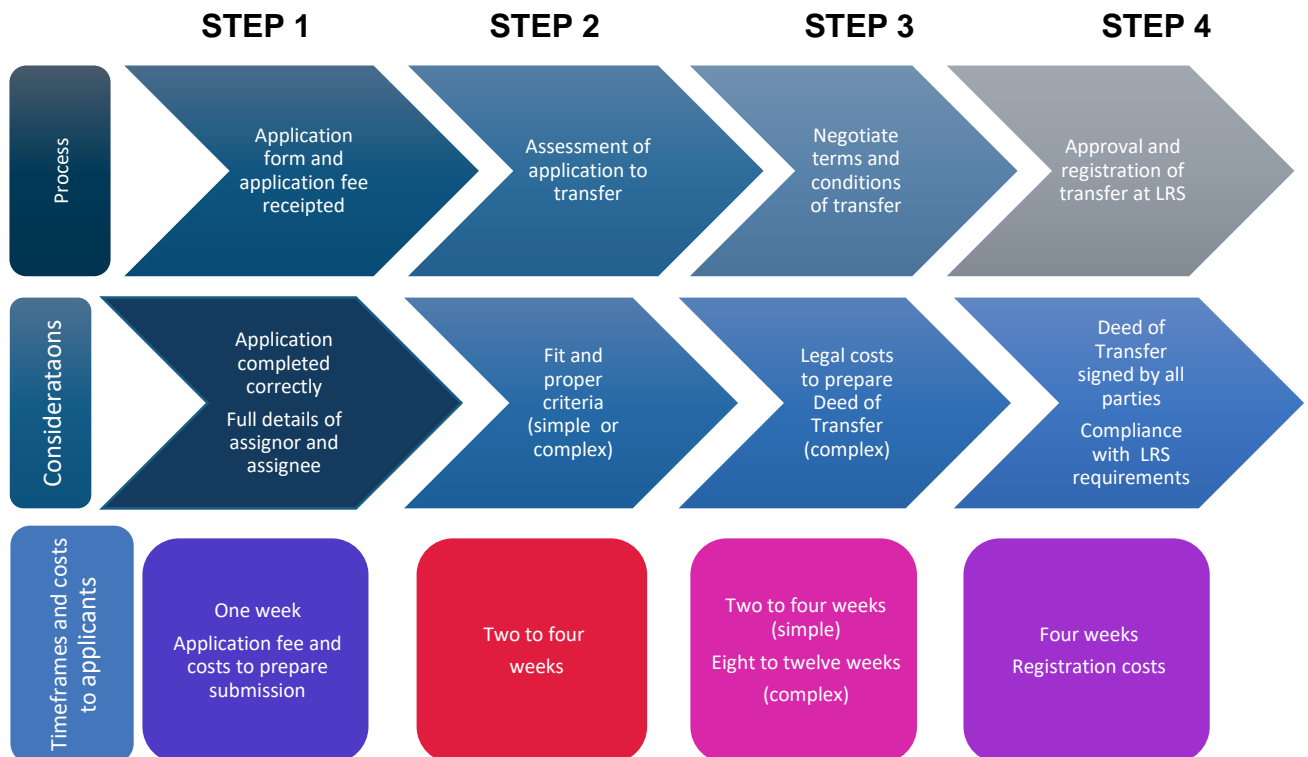 STEP 1
STEP 2
STEP 3
STEP 4
Process
Application
form and
application fee
receipted
Assessment of
application to
transfer
Negotiate
terms and
conditions
of transfer
Approval and
registration of
transfer at LRS
Considerataons
Application
completed
correctly
Full details of
assignor and
assignee
Fit and
proper
criteria
(simple or
complex)
Legal costs
to prepare
Deed of
Transfer
(complex)
Deed of
Transfer
signed by all
parties
Compliance
with LRS
requirements
Timeframes and costs
to applicants
One week
Application fee and
costs to prepare
submission
Two to four
weeks
Two to four weeks
(simple)
Eight to twelve weeks
(complex)
Four weeks
Registration costs